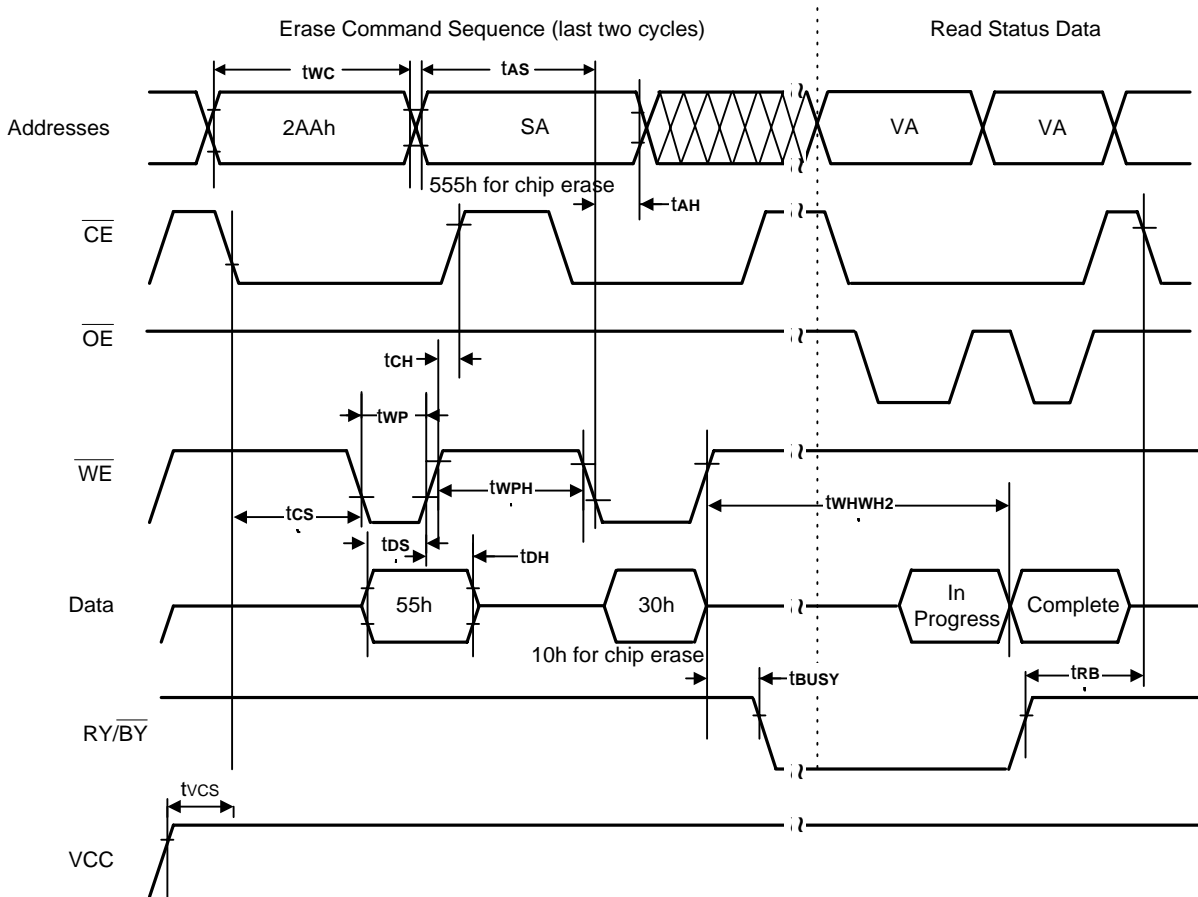 Erase Command Sequence (last two cycles)
Read Status Data
tWC
tAS
Addresses
2AAh
SA
VA
VA
555h for chip erase
tAH
CE
OE
tCH
tWP
WE
tWPH
tCS
tWHWH2
tDS
tDH
Data
55h
30h
In
Progress
Complete
10h for chip erase
tBUSY
tRB
RY/BY
tVCS
VCC